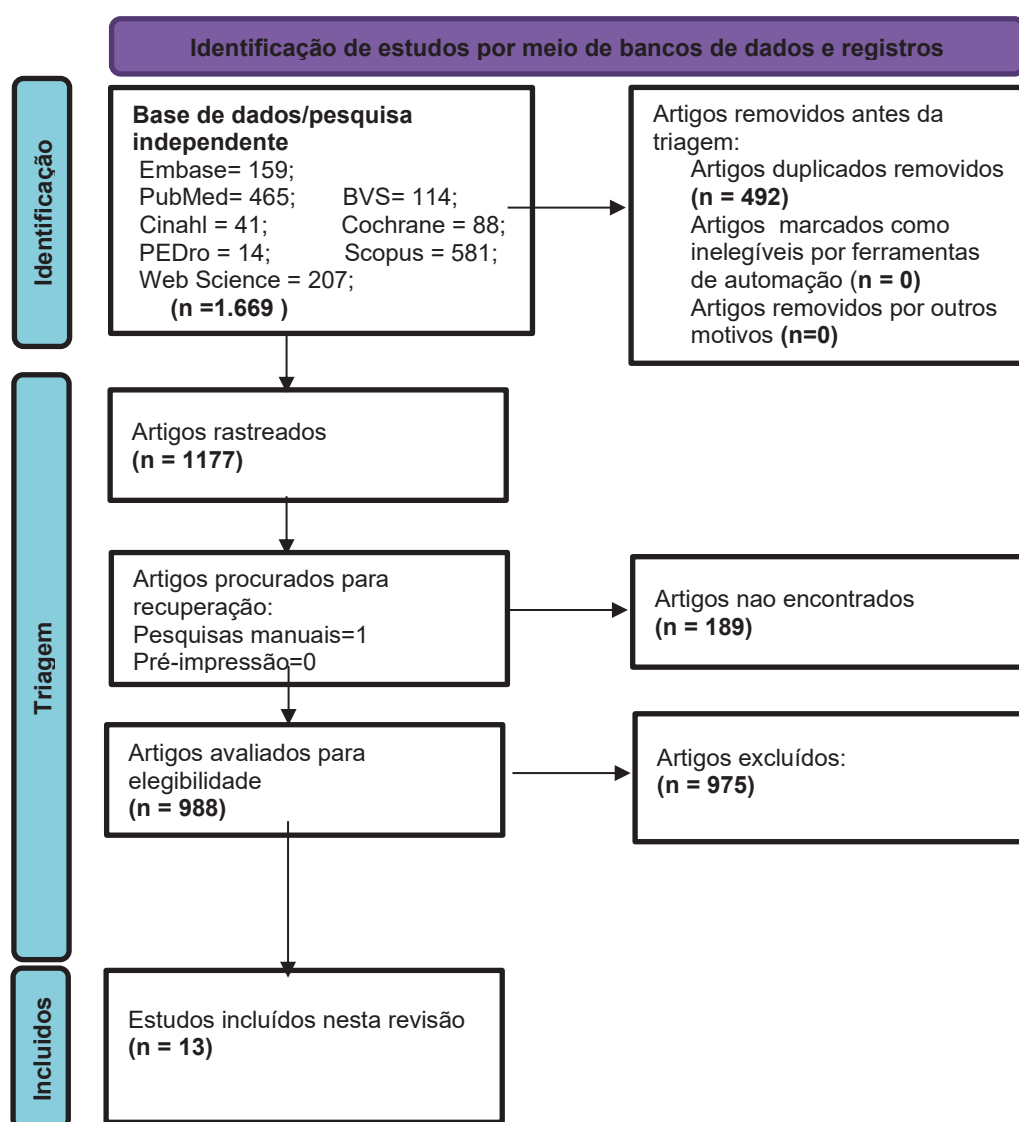 Identificação de estudos por meio de bancos de dados e registros
Identificação
Base de dados/pesquisa
independente
Embase= 159;
PubMed= 465; BVS= 114;
Cinahl = 41; Cochrane = 88;
PEDro = 14; Scopus = 581;
Web Science = 207;
(n =1.669 )
Artigos removidos antes da
triagem:
Artigos duplicados removidos
(n = 492)
Artigos marcados como
inelegíveis por ferramentas
de automação (n = 0)
Artigos removidos por outros
motivos (n=0)
Triagem
Artigos rastreados
(n = 1177)
Artigos procurados para
recuperação:
Pesquisas manuais=1
Pré-impressão=0
Artigos nao encontrados
(n = 189)
Artigos avaliados para
elegibilidade
(n = 988)
Artigos excluídos:
(n = 975)
Incluidos
Estudos incluídos nesta revisão
(n = 13)